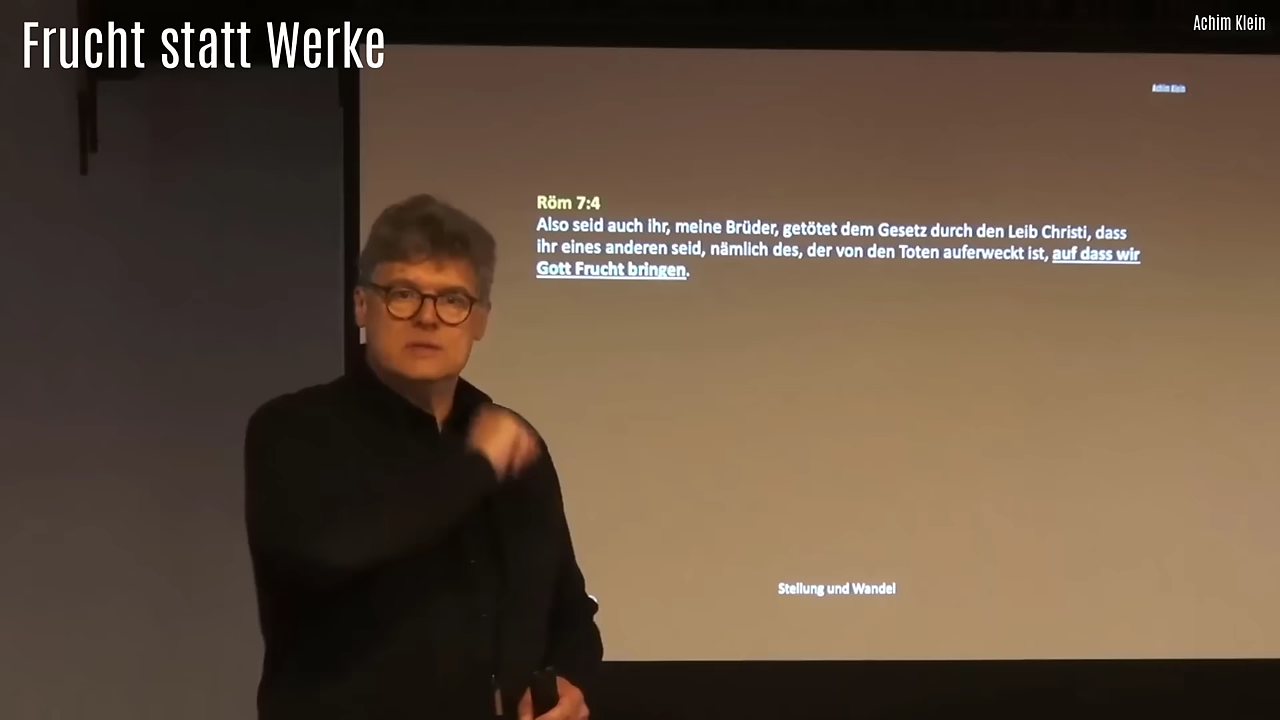 Frucht statt Werke
Achim Klein
Achim Klein
Röm 7:4
Also seid auch ihr, meine Brüder, getötet dem Gesetz durch den Leib Christi, dass
ihr eines anderen seid, nämlich des, der von den Toten auferweckt ist, auf dass wir
Gott Frucht bringen.
Stellung und Wandel